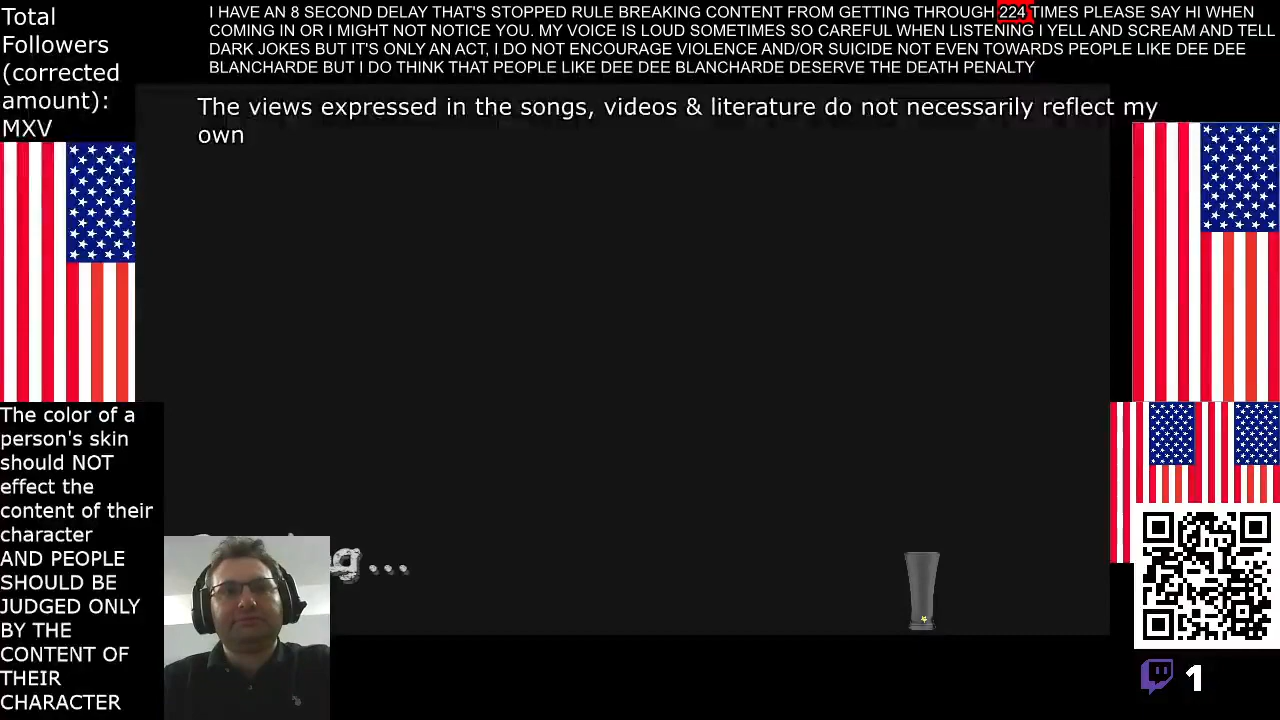 Total
Followers
(corrected
amount):
MXV
I HAVE AN 8 SECOND DELAY THAT'S STOPPED RULE BREAKING CONTENT FROM GETTING THROUGH 224 TIMES PLEASE SAY HI WHEN
COMING IN OR I MIGHT NOT NOTICE YOU. MY VOICE IS LOUD SOMETIMES SO CAREFUL WHEN LISTENING I YELL AND SCREAM AND TELL
DARK JOKES BUT IT'S ONLY AN ACT, I DO NOT ENCOURAGE VIOLENCE AND/OR SUICIDE NOT EVEN TOWARDS PEOPLE LIKE DEE DEE
BLANCHARDE BUT I DO THINK THAT PEOPLE LIKE DEE DEE BLANCHARDE DESERVE THE DEATH PENALTY
The views expressed in the songs, videos & literature do not necessarily reflect my
own
The color of a
person's skin
should NOT
effect the
content of their
character
AND PEOPLE
SHOULD BE
JUDGED ONLY
BY THE
CONTENT OF
THEIR
CHARACTER
1